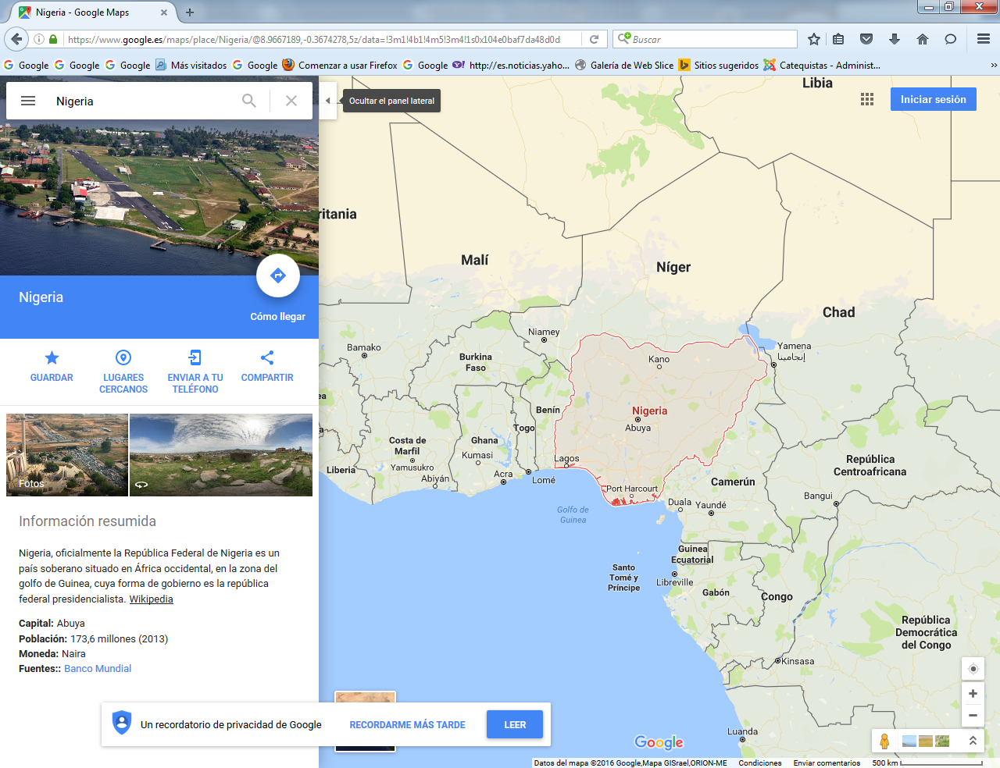 Nigeria - Google Maps
https://www.google.es/maps/place/Nigeria/@8.9667189,-0.3674278,5z/data=!3m1!4b1!4m5!3m4!1s0x104e0baf7da48d0d
Buscar
Google
Google
Google
Más visitados
Google
Comenzar a usar Firefox
Google
http://es.noticias.yaho...
Galería de Web Slice
Sitios sugeridos
Catequistas - Administ...
Nigeria
Ocultar el panel lateral
Iniciar sesión
Nigeria
Cómo llegar
GUARDAR
LUGARES
CERCANOS
ENVIAR A TU
TELÉFONO
COMPARTIR
Fotos
Información resumida
Nigeria, oficialmente la República Federal de Nigeria es un
país soberano situado en África occidental, en la zona del
golfo de Guinea, cuya forma de gobierno es la república
federal presidencialista. Wikipedia
Capital: Abuya
Población: 173,6 millones (2013)
Moneda: Naira
Fuentes:: Banco Mundial
Un recordatorio de privacidad de Google
RECORDARME MÁS TARDE
LEER
Libia
ritania
Malí
Níger
Chad
Niamey
Bamako
Yamena
إنجامينا
Burkina
Faso
Kano
ea
Benín
Nigeria
Abuya
Togo
Ghana
Costa de
Marfil
Kumasi
Lagos
República
Centroafricana
Liberia
Yamusukro
Abiyán
Acra
Lomé
Port Harcourt
Camerún
Bangui
Duala
Yaundé
Golfo de
Guinea
Guinea
Ecuatorial
Santo
Tomé y
Príncipe
Libreville
Gabón
Congo
República
Democrática
del Congo
Kinsasa
Luanda
Google
Datos del mapa ©2016 Google,Mapa GISrael,ORION-ME
Condiciones
Enviar comentarios
500 km